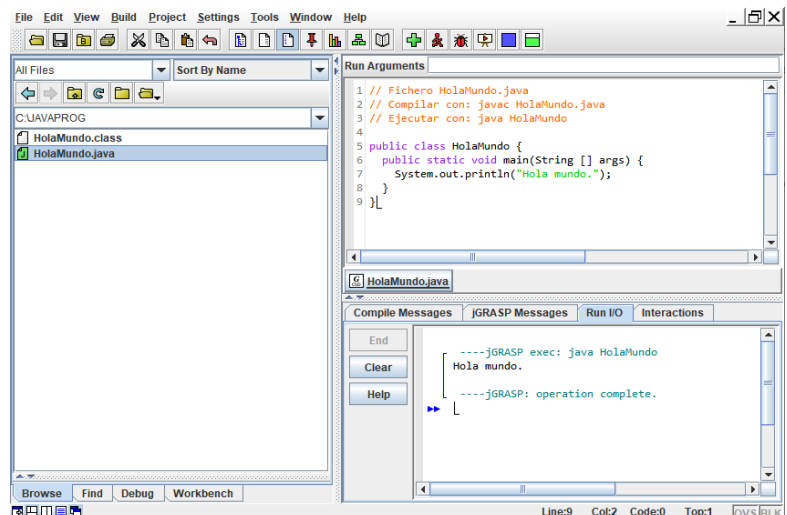 File Edit View Build Project Settings Tools Window Help
All Files Sort By Name
C:\JAVAPROG
HolaMundo.class
HolaMundo.java
Browse Find Debug Workbench
Run Arguments
1 // Fichero HolaMundo.java
2 // Compilar con: javac HolaMundo.java
3 // Ejecutar con: java HolaMundo
4
5 public class HolaMundo {
6 public static void main(String [] args) {
7 System.out.println("Hola mundo.");
8 }
9 }
HolaMundo.java
Compile Messages jGRASP Messages Run I/O Interactions
End
Clear
Help
----jGRASP exec: java HolaMundo
Hola mundo.
----jGRASP: operation complete.
Line:9 Col:2 Code:0 Top:1 OVS BLK